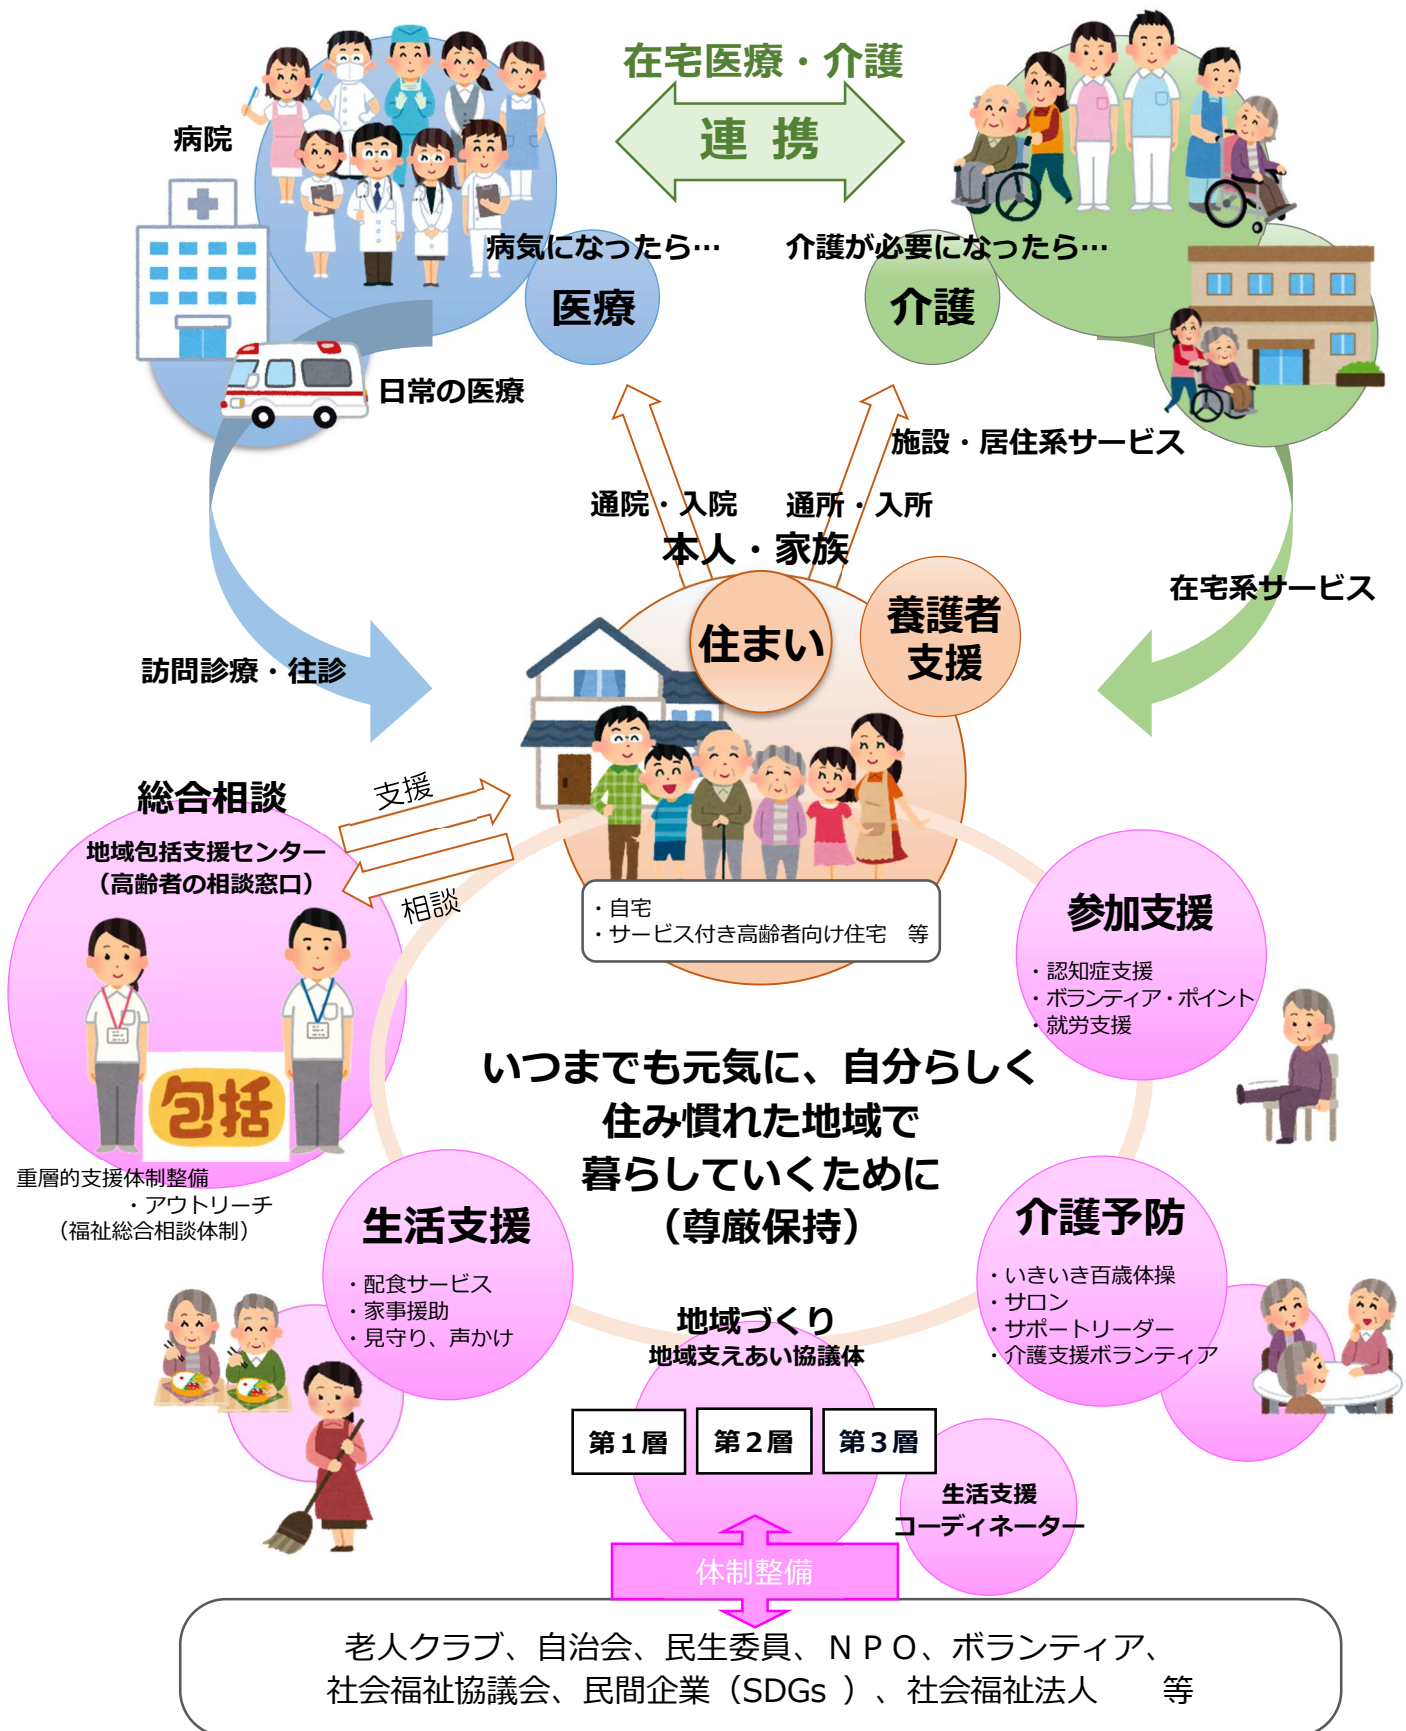 在宅医療・介護
連 携
病院
病気になったら…
医療
介護が必要になったら…
介護
日常の医療
施設・居住系サービス
通院・入院
通所・入所
本人・家族
住まい
養護者
支援
在宅系サービス
訪問診療・往診
総合相談
地域包括支援センター
（高齢者の相談窓口）
支援
相談
包括
重層的支援体制整備
・アウトリーチ
（福祉総合相談体制）
・自宅
・サービス付き高齢者向け住宅　等
参加支援
・認知症支援
・ボランティア・ポイント
・就労支援
いつまでも元気に、自分らしく
住み慣れた地域で
暮らしていくために
（尊厳保持）
生活支援
・配食サービス
・家事援助
・見守り、声かけ
介護予防
・いきいき百歳体操
・サロン
・サポートリーダー
・介護支援ボランティア
地域づくり
地域支えあい協議体
第１層
第２層
第３層
生活支援
コーディネーター
体制整備
老人クラブ、自治会、民生委員、ＮＰＯ、ボランティア、
社会福祉協議会、民間企業（SDGs ）、社会福祉法人　　等